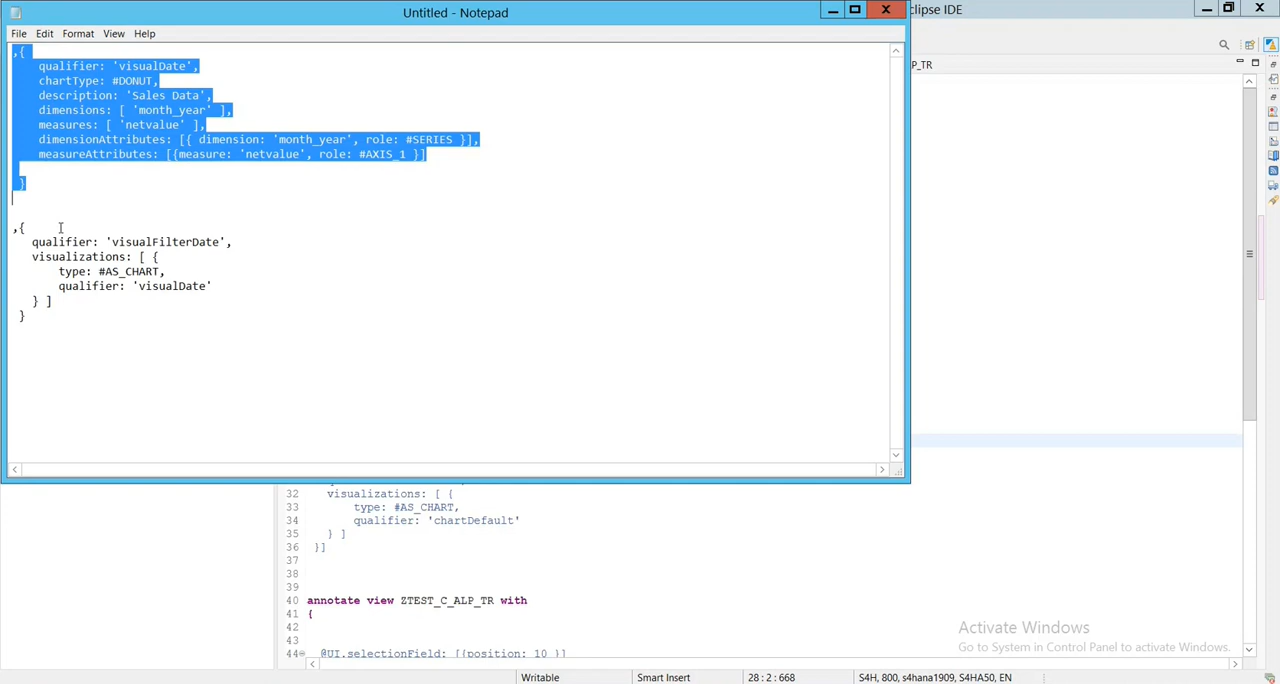 Untitled - Notepad
clipse IDE
File Edit Format View Help
P_TR
,{
qualifier: 'visualDate',
chartType: #DONUT,
description: 'Sales Data',
dimensions: [ 'month_year' ],
measures: [ 'netvalue' ],
dimensionAttributes: [{ dimension: 'month_year', role: #SERIES }],
measureAttributes: [{measure: 'netvalue', role: #AXIS_1 }]
}
,{
qualifier: 'visualFilterDate',
visualizations: [ {
type: #AS_CHART,
qualifier: 'visualDate'
} ]
}
32 visualizations: [ {
33 type: #AS_CHART,
34 qualifier: 'chartDefault'
35 } ]
36 }]
37
38
39
40 annotate view ZTEST_C_ALP_TR with
41 {
42
43
44 @UI.selectionField: [{position: 10 }]
Activate Windows
Go to System in Control Panel to activate Windows.
Writable Smart Insert 28 : 2 : 668 S4H, 800, s4hana1909, S4HA50, EN